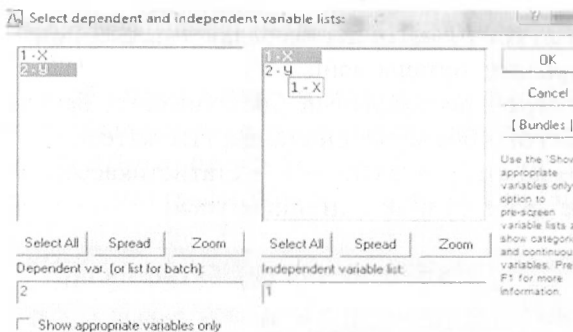 Select dependent and independent variable lists:
1 - X
2 - Y
1 - X
2 - Y
1 - X
OK
Cancel
[Bundles]
Use the "Show
appropriate
variables only
option to
pre-screen
variable lists a
show categori
and continuou
variables. Pre
F1 for more
information.
Select All
Spread
Zoom
Select All
Spread
Zoom
Dependent var. (or list for batch):
Independent variable list:
2
1
Show appropriate variables only